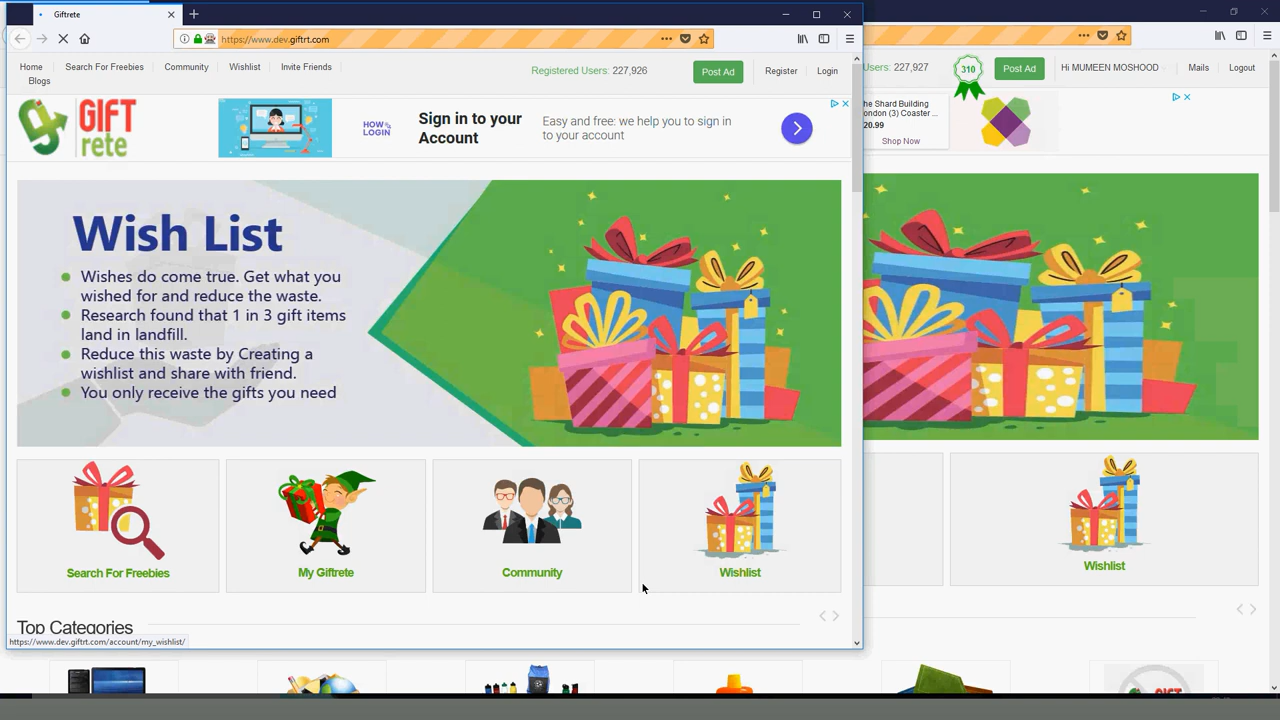 Giftrete
https://www.dev.giftrt.com
Home
Search For Freebies
Community
Wishlist
Invite Friends
Blogs
Registered Users: 227,926
Post Ad
Register
Login
Users: 227,927
310
Post Ad
Hi MUMEEN MOSHOOD
Mails
Logout
GIFT
rete
HOW
LOGIN
Sign in to your
Account
Easy and free: we help you to sign in
to your account
he Shard Building
London (3) Coaster ...
20.99
Shop Now
Wish List
Wishes do come true. Get what you
wished for and reduce the waste.
Research found that 1 in 3 gift items
land in landfill.
Reduce this waste by Creating a
wishlist and share with friend.
You only receive the gifts you need
Search For Freebies
My Giftrete
Community
Wishlist
Wishlist
Top Categories
https://www.dev.giftrt.com/account/my_wishlist/
GIFT